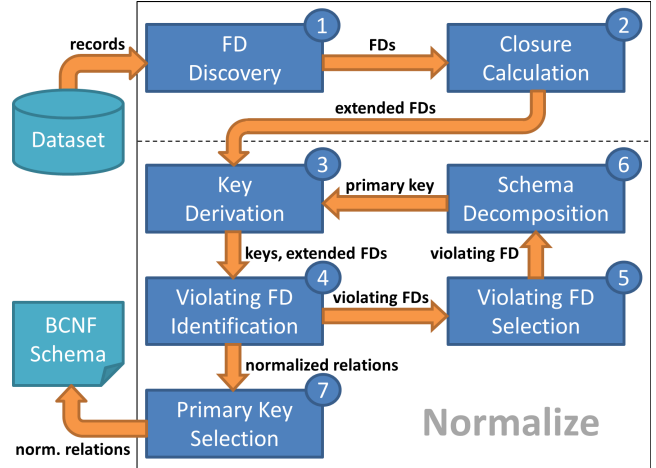 records
Dataset
1
FD
Discovery
FDs
2
Closure
Calculation
extended FDs
3
Key
Derivation
primary key
6
Schema
Decomposition
keys, extended FDs
violating FD
4
Violating FD
Identification
violating FDs
5
Violating FD
Selection
BCNF
Schema
normalized relations
7
Primary Key
Selection
norm. relations
Normalize